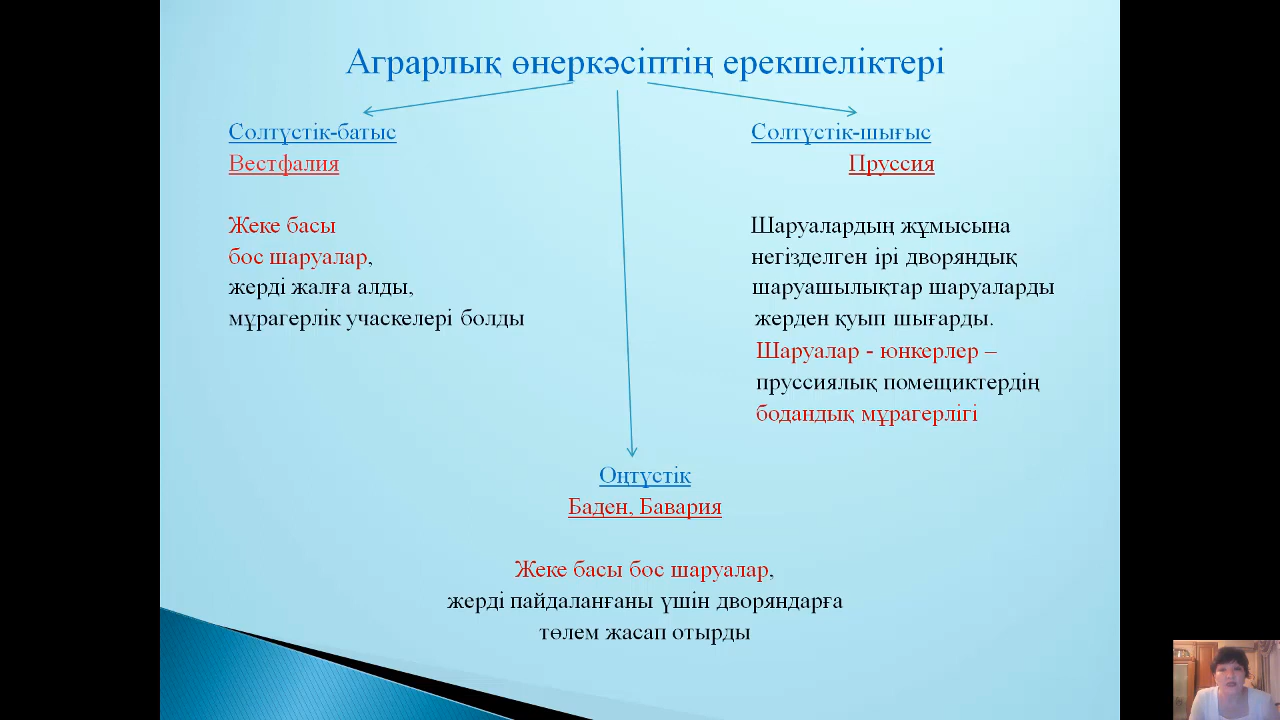 Аграрлық өнеркәсіптің ерекшеліктері
Солтүстік-батыс
Вестфалия
Жеке басы
бос шаруалар,
жерді жалға алды,
мұрагерлік учаскелері болды
Солтүстік-шығыс
Пруссия
Шаруалардың жұмысына
негізделген ірі дворяндық
шаруашылықтар шаруаларды
жерден қуып шығарды.
Шаруалар - юнкерлер –
пруссиялық помещиктердің
бодандық мұрагерлігі
Оңтүстік
Баден, Бавария
Жеке басы бос шаруалар,
жерді пайдаланғаны үшін дворяндарға
төлем жасап отырды